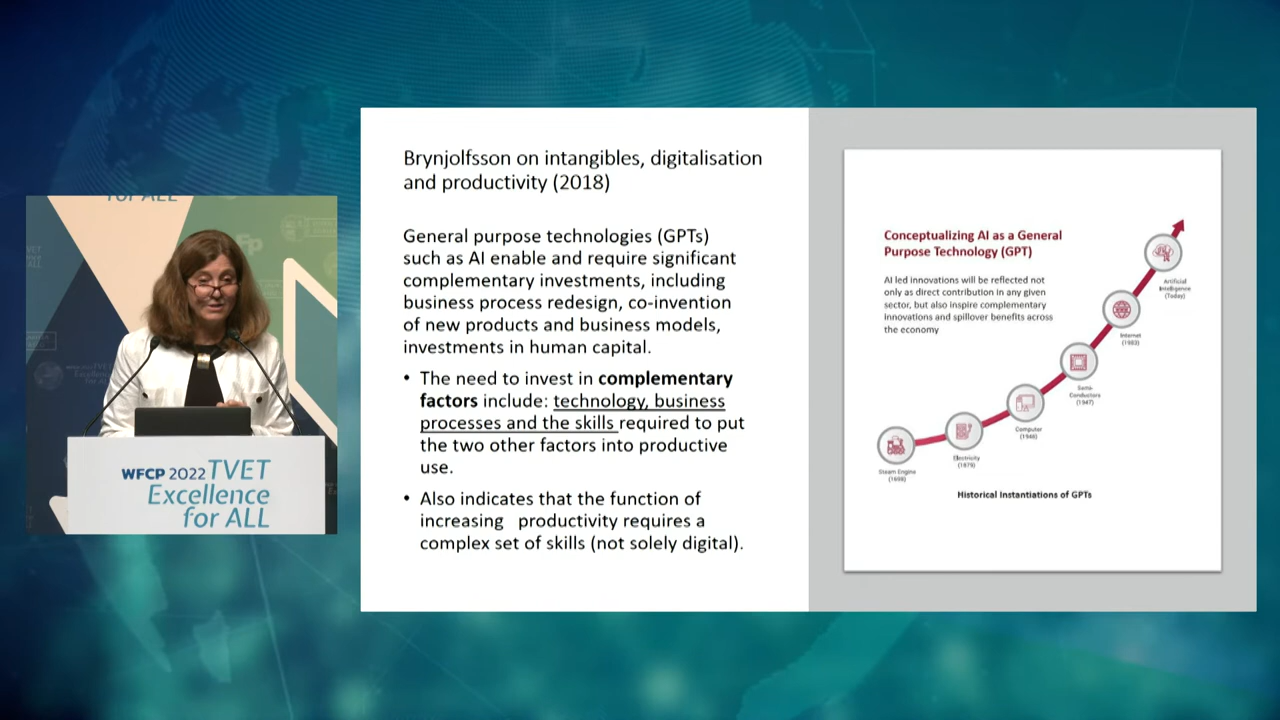 Brynjolfsson on intangibles, digitalisation
and productivity (2018)
General purpose technologies (GPTs)
such as AI enable and require significant
complementary investments, including
business process redesign, co-invention
of new products and business models,
investments in human capital.
• The need to invest in complementary
factors include: technology, business
processes and the skills required to put
the two other factors into productive
use.
• Also indicates that the function of
increasing productivity requires a
complex set of skills (not solely digital).
Conceptualizing AI as a General
Purpose Technology (GPT)
AI led innovations will be reflected not
only as direct contribution in any given
sector, but also inspire complementary
innovations and spillover benefits across
the economy
Artificial
Intelligence
(Today)
Internet
(1983)
Semi-
Conductors
(1947)
Computer
(1946)
Electricity
(1879)
Steam Engine
(1698)
Historical Instantiations of GPTs
for ALL
TVET
WFCP 2022 TVET
Excellence
for ALL